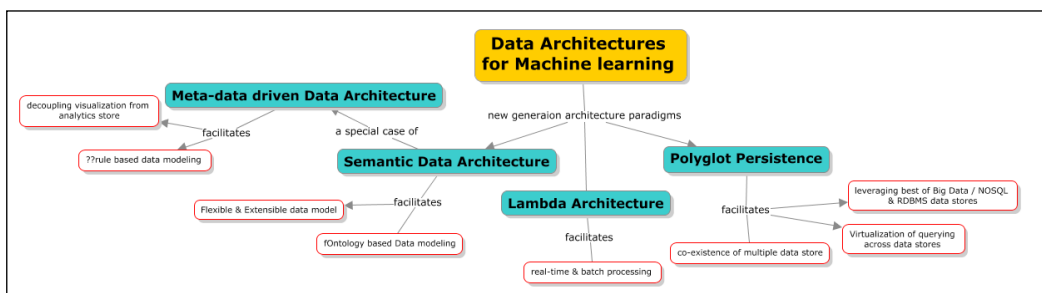 Data Architectures
for Machine learning
Meta-data driven Data Architecture
decoupling visualization from
analytics store
facilitates
??rule based data modeling
a special case of
new generaion architecture paradigms
Semantic Data Architecture
Polyglot Persistence
Flexible & Extensible data model
facilitates
fOntology based Data modeling
Lambda Architecture
facilitates
real-time & batch processing
leveraging best of Big Data / NOSQL
& RDBMS data stores
facilitates
Virtualization of querying
across data stores
co-existence of multiple data store